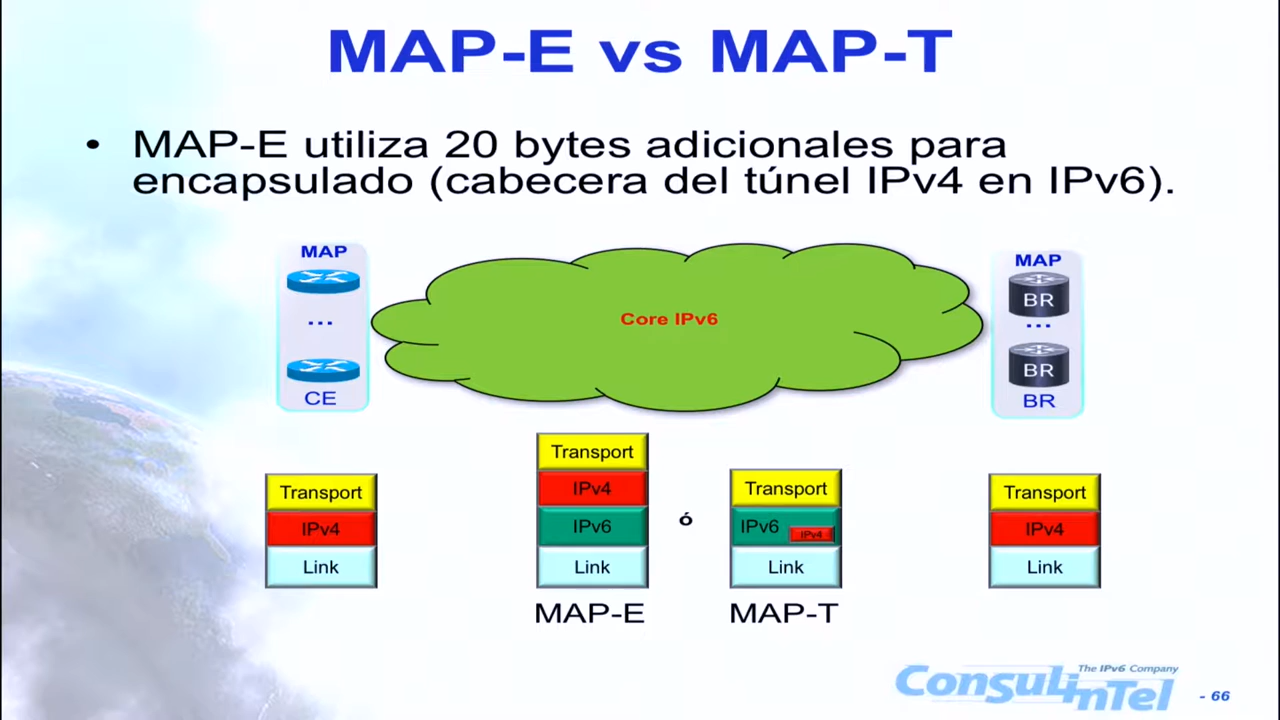 MAP-E vs MAP-T
• MAP-E utiliza 20 bytes adicionales para
encapsulado (cabecera del túnel IPv4 en IPv6).
MAP
...
CE
Core IPv6
MAP
BR
...
BR
BR
Transport
IPv4
Link
Transport
IPv4
IPv6
Link
MAP-E
ó
Transport
IPv6 IPv4
Link
MAP-T
Transport
IPv4
Link
The IPv6 Company
ConsulinTel
- 66